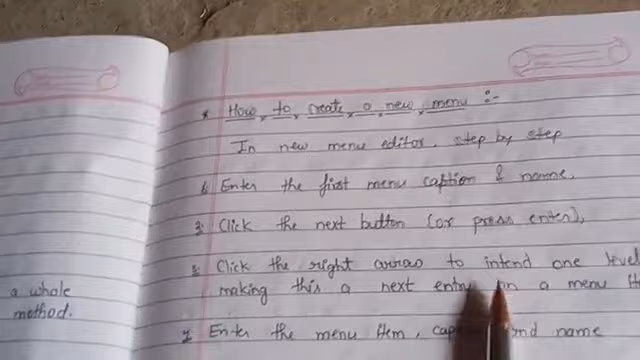 * How to create a new menu :-
In new menu editor, step by step
1. Enter the first menu caption & name.
2. Click the next button (or press enter),
3. Click the right arrow to intend one level
making this a next entry on a menu
4. Enter the menu Item, and name
a whole
method.